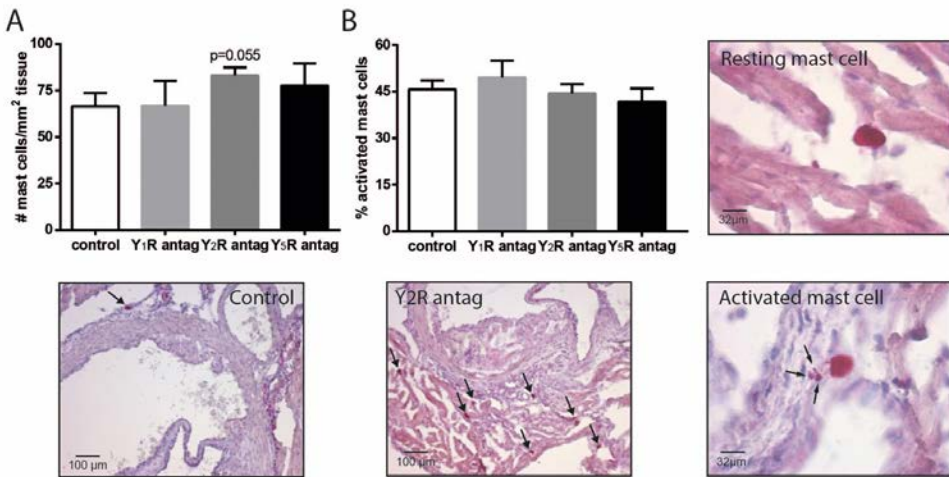 A
# mast cells/mm² tissue
100
75
50
25
0
p=0.055
control
Y₁R antag
Y₂R antag
Y₅R antag
B
% activated mast cells
60
45
30
15
0
control
Y₁R antag
Y₂R antag
Y₅R antag
Resting mast cell
32µm
Control
100 µm
Y2R antag
100 µm
Activated mast cell
32µm